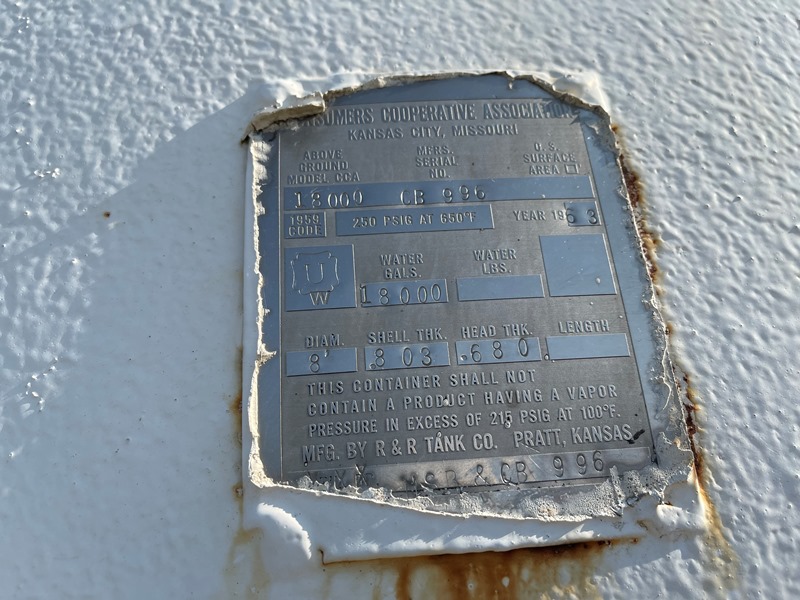 COOPERATIVE ASSOCIATION
KANSAS CITY, MISSOURI
ABOVE GROUND MODEL CCA
MFRS. SERIAL NO.
U.S. SURFACE AREA
18000 CB 996
1959 CODE
250 PSIG AT 650°F
YEAR 1963
U
W
WATER GALS.
WATER LBS.
18000
DIAM. SHELL THK. HEAD THK. LENGTH
8' .803 .680
THIS CONTAINER SHALL NOT
CONTAIN A PRODUCT HAVING A VAPOR
PRESSURE IN EXCESS OF 215 PSIG AT 100°F.
MFG. BY R & R TANK CO. PRATT, KANSAS
& CB 996